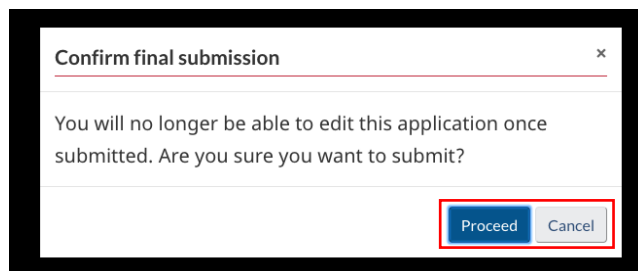 Confirm final submission ×
You will no longer be able to edit this application once
submitted. Are you sure you want to submit?
Proceed Cancel